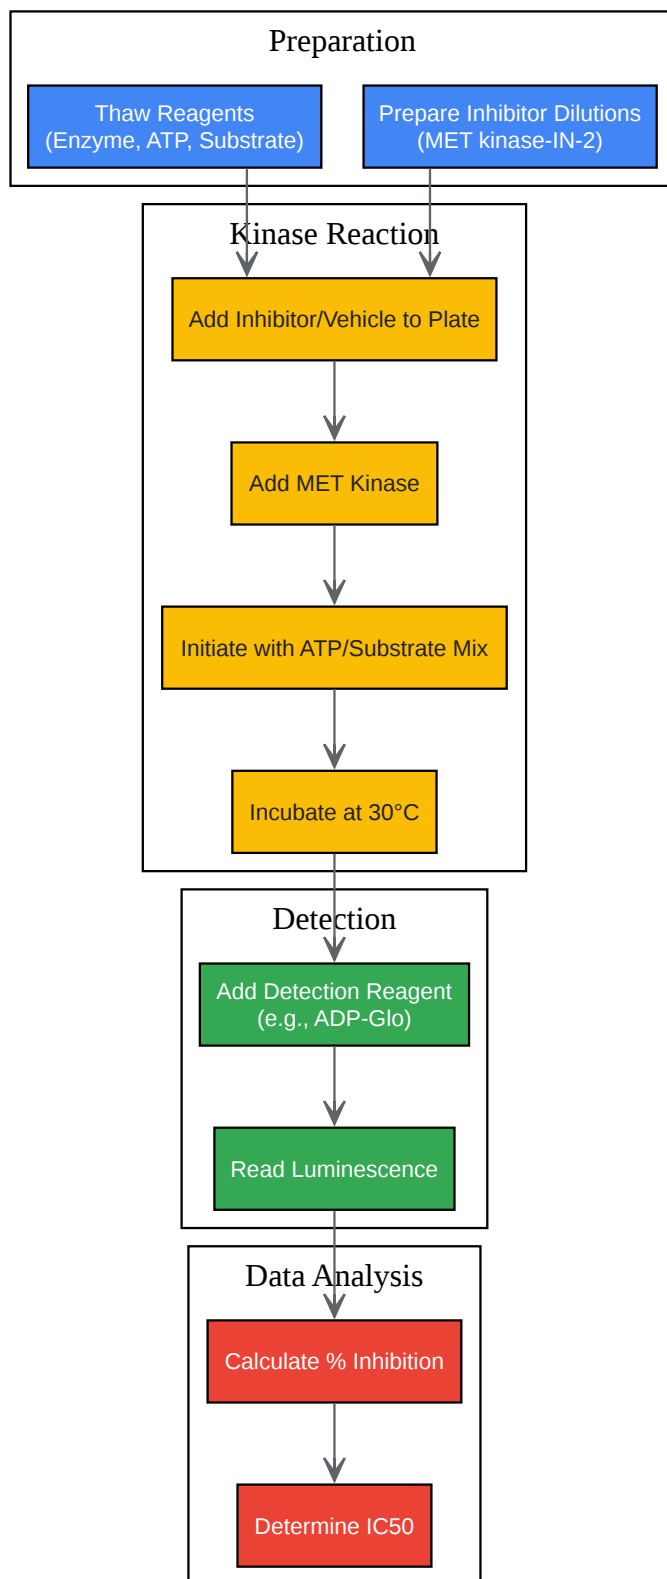 Preparation
Thaw Reagents
(Enzyme, ATP, Substrate)
Prepare Inhibitor Dilutions
(MET kinase-IN-2)
Kinase Reaction
Add Inhibitor/Vehicle to Plate
Add MET Kinase
Initiate with ATP/Substrate Mix
Incubate at 30°C
Detection
Add Detection Reagent
(e.g., ADP-Glo)
Read Luminescence
Data Analysis
Calculate % Inhibition
Determine IC50